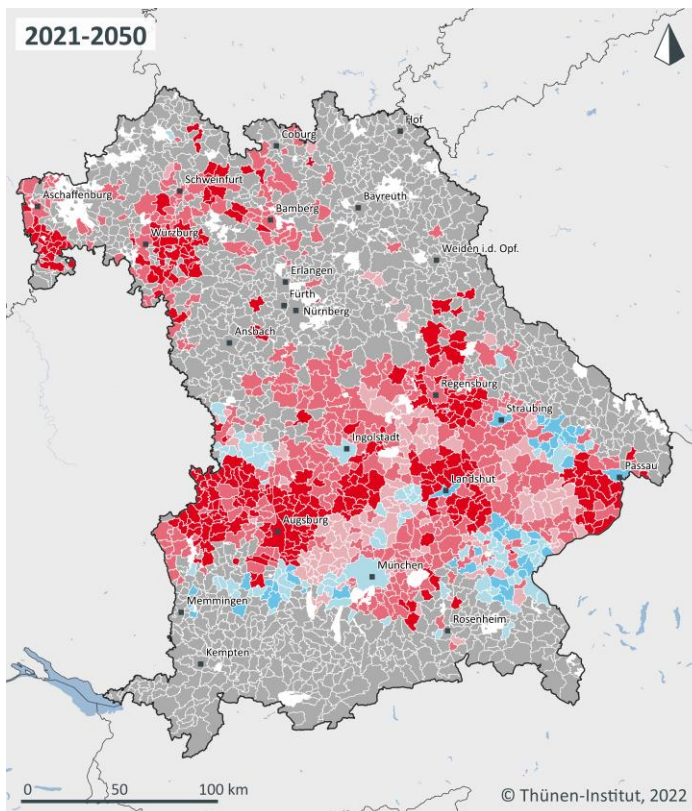 2021-2050
Hof
Coburg
Schweinfurt
Aschaffenburg
Bayreuth
Bamberg
Würzburg
Weiden i.d. Opf.
Erlangen
Fürth
Nürnberg
Ansbach
Regensburg
Straubing
Ingolstadt
Passau
Landshut
Augsburg
München
Memmingen
Rosenheim
Kempten
0 50 100 km
© Thünen-Institut, 2022